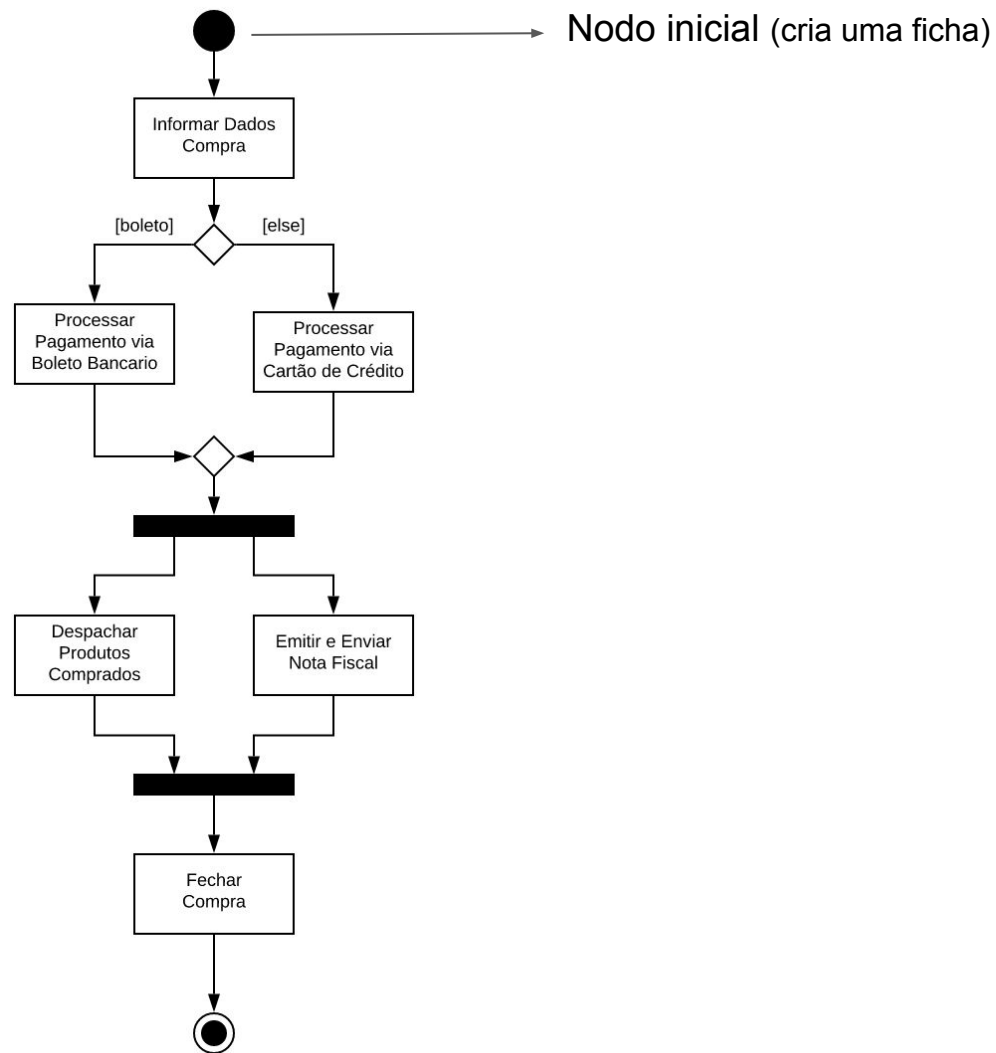 Nodo inicial (cria uma ficha)
Informar Dados
Compra
[boleto]
[else]
Processar
Pagamento via
Boleto Bancario
Processar
Pagamento via
Cartão de Crédito
Despachar
Produtos
Comprados
Emitir e Enviar
Nota Fiscal
Fechar
Compra